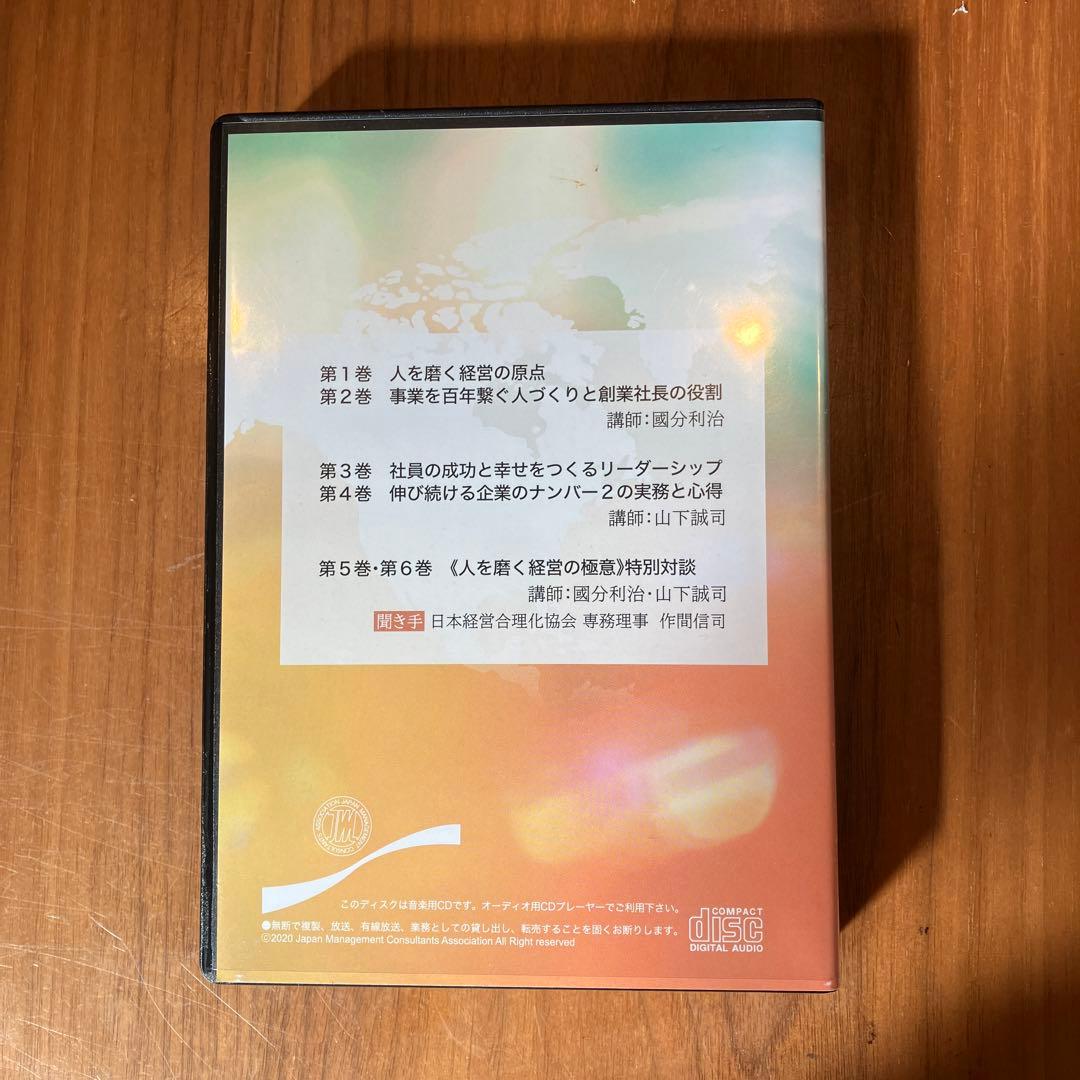 第1巻 人を磨く経営の原点
第2巻 事業を百年繋ぐ人づくりと創業社長の役割
講師：國分利治
第3巻 社員の成功と幸せをつくるリーダーシップ
第4巻 伸び続ける企業のナンバー2の実務と心得
講師：山下誠司
第5巻・第6巻 《人を磨く経営の極意》特別対談
講師：國分利治・山下誠司
聞き手 日本経営合理化協会 専務理事 作間信司
JAPAN MANAGEMENT CONSULTANTS ASSOCIATION
JM
このディスクは音楽用CDです。オーディオ用CDプレーヤーでご利用下さい。
●無断で複製、放送、有線放送、業務としての貸し出し、転売することを固くお断りします。
©2020 Japan Management Consultants Association All Right reserved
COMPACT
disc
DIGITAL AUDIO